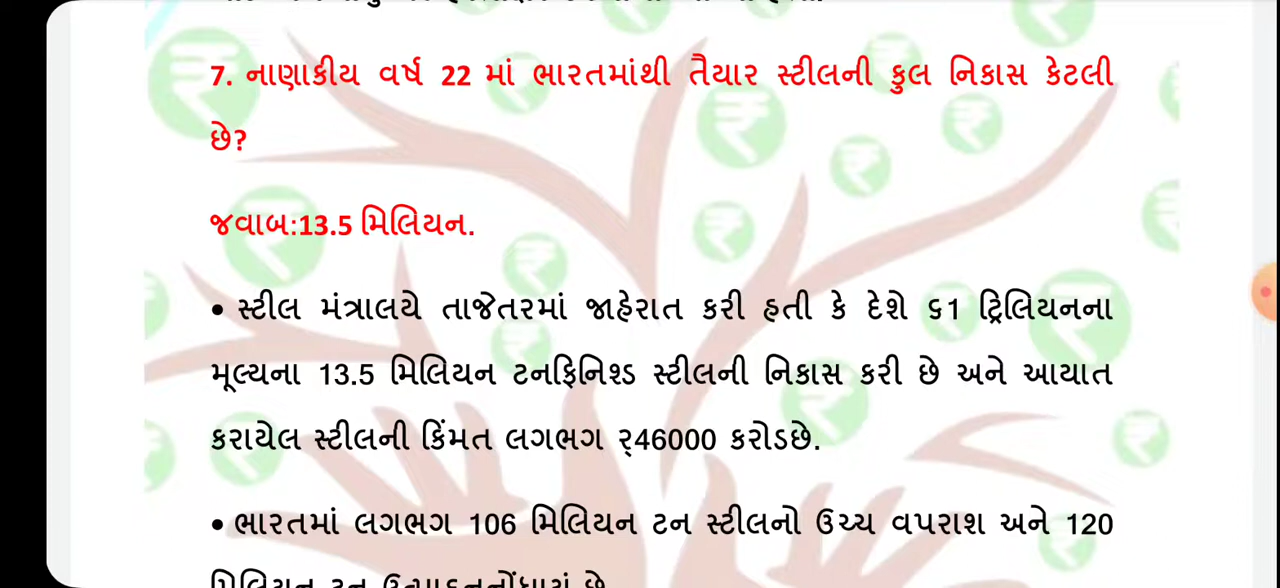 7. નાણાકીય વર્ષ 22 માં ભારતમાંથી તૈયાર સ્ટીલની કુલ નિકાસ કેટલી
છે?
જવાબ:13.5 મિલિયન.
• સ્ટીલ મંત્રાલયે તાજેતરમાં જાહેરાત કરી હતી કે દેશે ૬1 ટ્રિલિયનના
મૂલ્યના 13.5 મિલિયન ટનફિનિશ્ડ સ્ટીલની નિકાસ કરી છે અને આયાત
કરાયેલ સ્ટીલની કિંમત લગભગ ર્46000 કરોડછે.
• ભારતમાં લગભગ 106 મિલિયન ટન સ્ટીલનો ઉચ્ચ વપરાશ અને 120